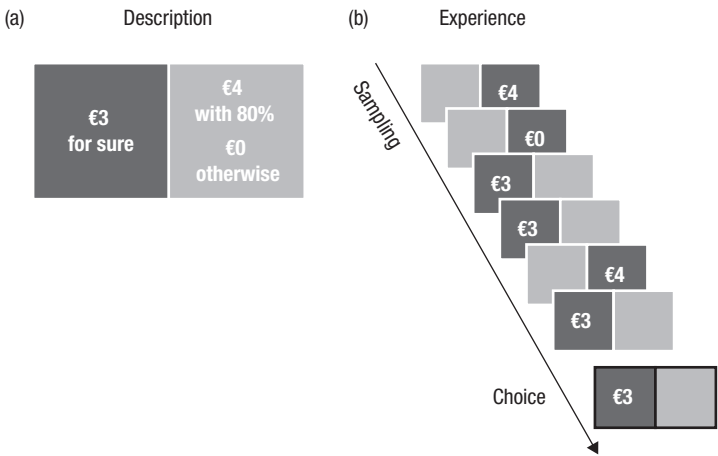 (a) Description
€3
for sure
€4
with 80%
€0
otherwise
(b) Experience
Sampling
€4
€0
€3
€3
€4
€3
Choice
€3